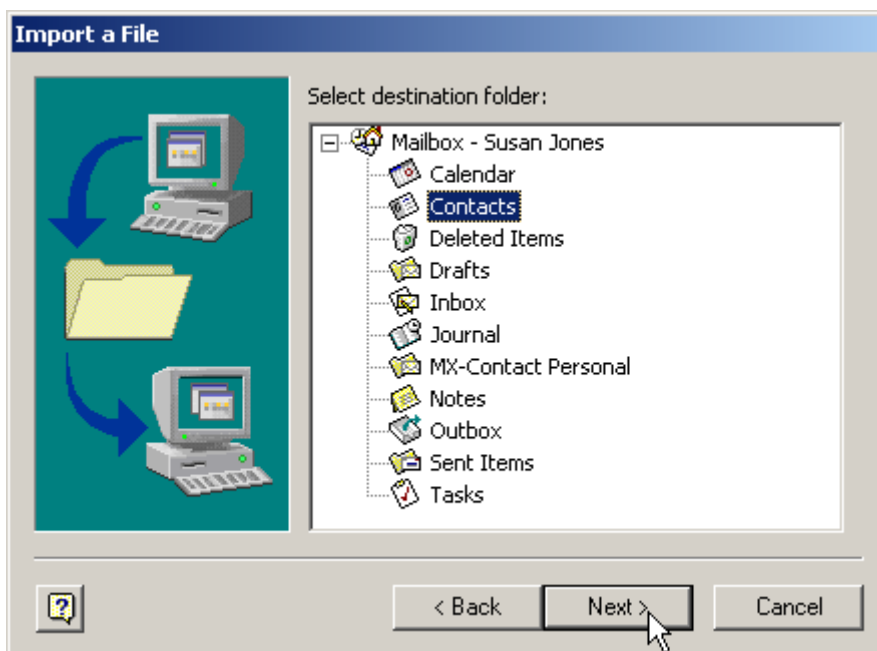 Import a File
Select destination folder:
Mailbox - Susan Jones
Calendar
Contacts
Deleted Items
Drafts
Inbox
Journal
MX-Contact Personal
Notes
Outbox
Sent Items
Tasks
< Back Next > Cancel